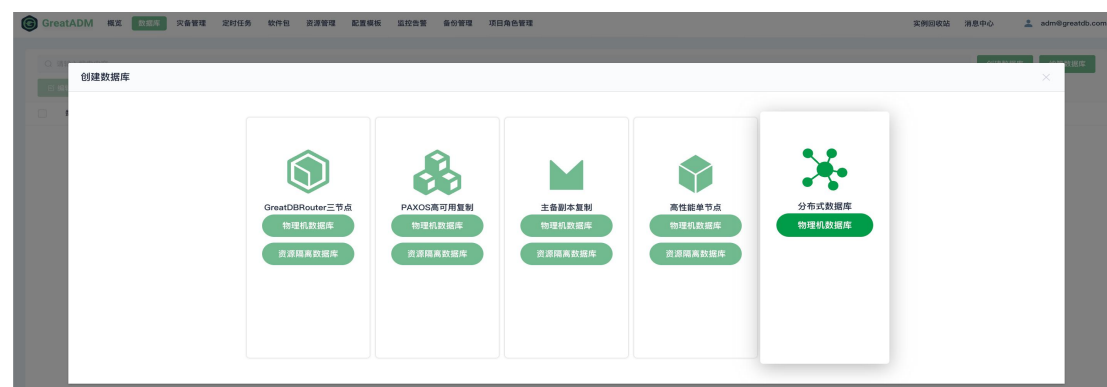 GreatADM 概览 数据库 灾备管理 定时任务 软件包 资源管理 配置模板 监控告警 备份管理 项目角色管理 实例回收站 消息中心 adm@greatdb.com
创建数据库
GreatDBRouter三节点 PAXOS高可用复制 主备副本复制 高性能单节点 分布式数据库
物理机数据库 物理机数据库 物理机数据库 物理机数据库 物理机数据库
资源隔离数据库 资源隔离数据库 资源隔离数据库 资源隔离数据库